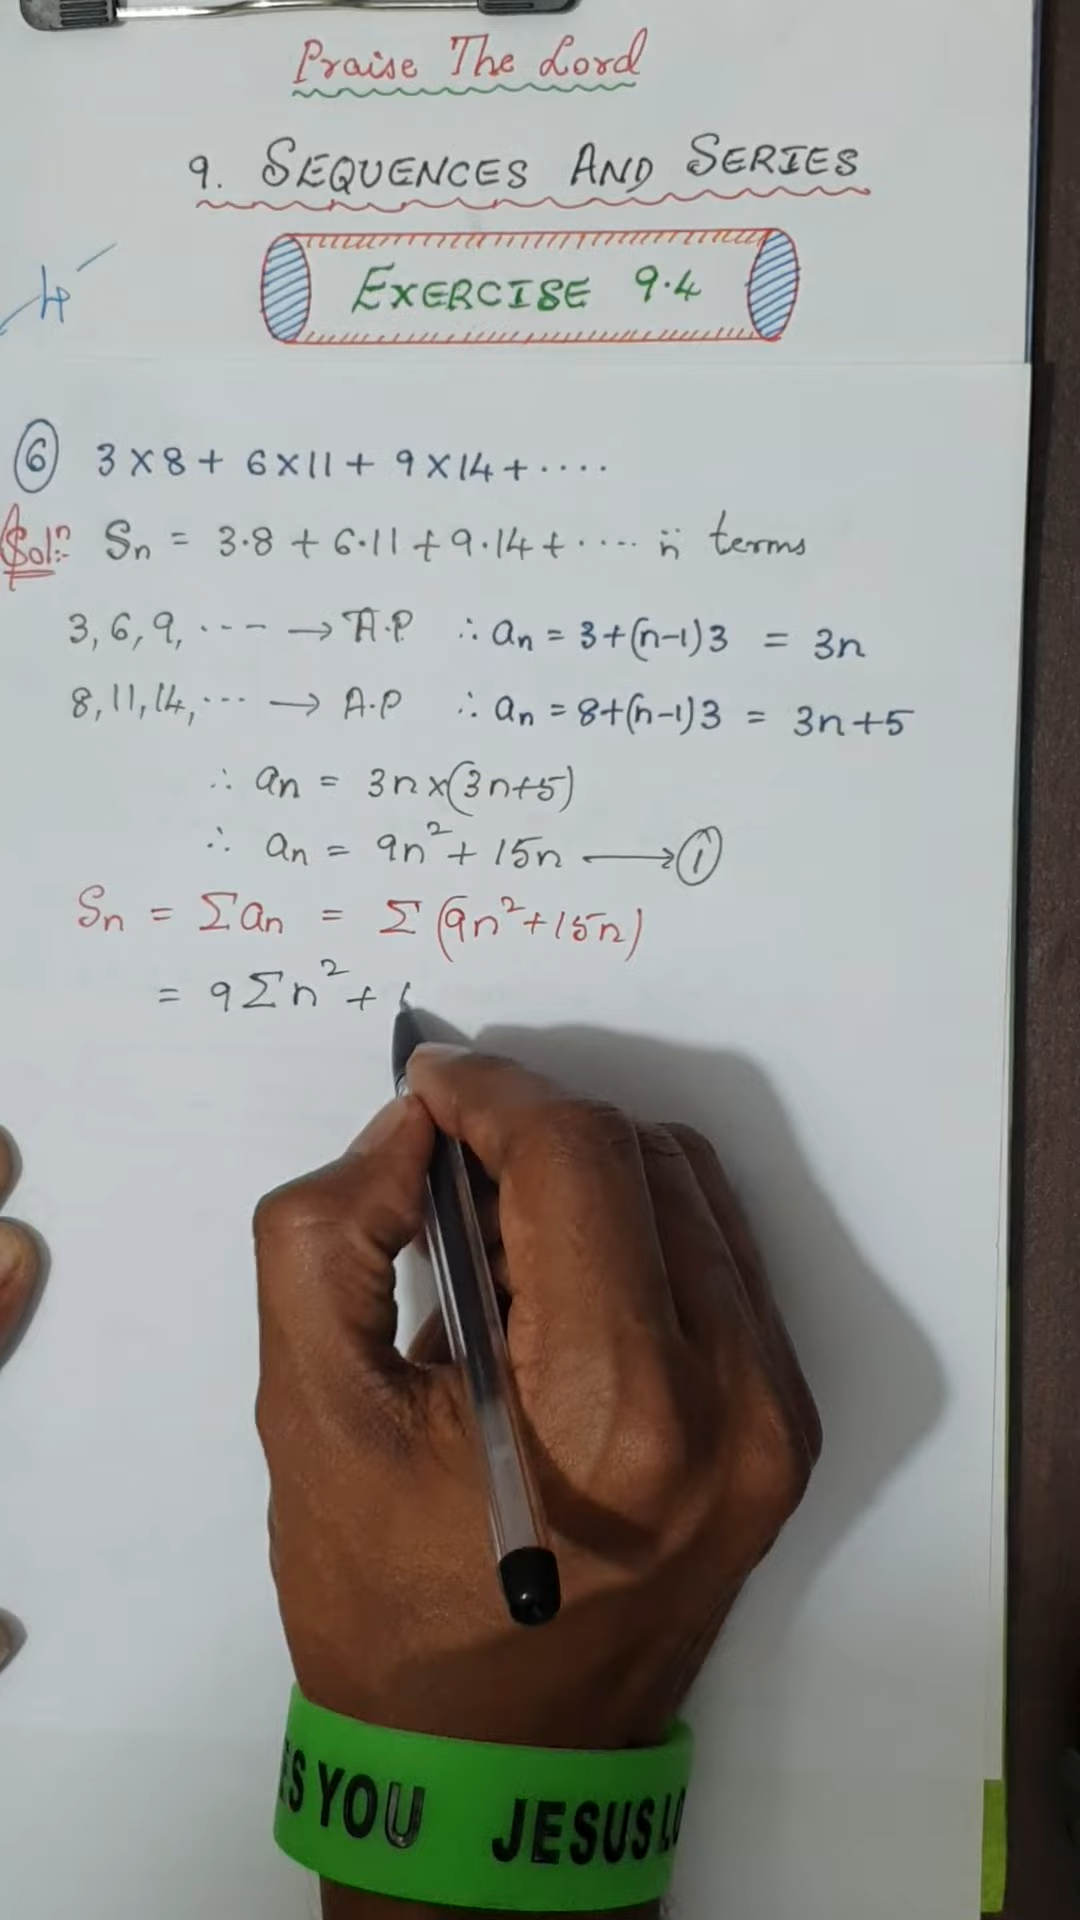 Praise The Lord
9. SEQUENCES AND SERIES
EXERCISE 9.4
⑥ 3×8 + 6×11 + 9×14 + ....
Solⁿ:- Sn = 3·8 + 6·11 + 9·14 + ···· n terms
3, 6, 9, ---- → A.P ∴ an = 3+(n-1)3 = 3n
8, 11, 14, ... → A.P ∴ an = 8+(n-1)3 = 3n+5
∴ an = 3n×(3n+5)
∴ an = 9n² + 15n → ①
Sn = Σan = Σ(9n²+15n)
= 9Σn² +
YOU JESUS